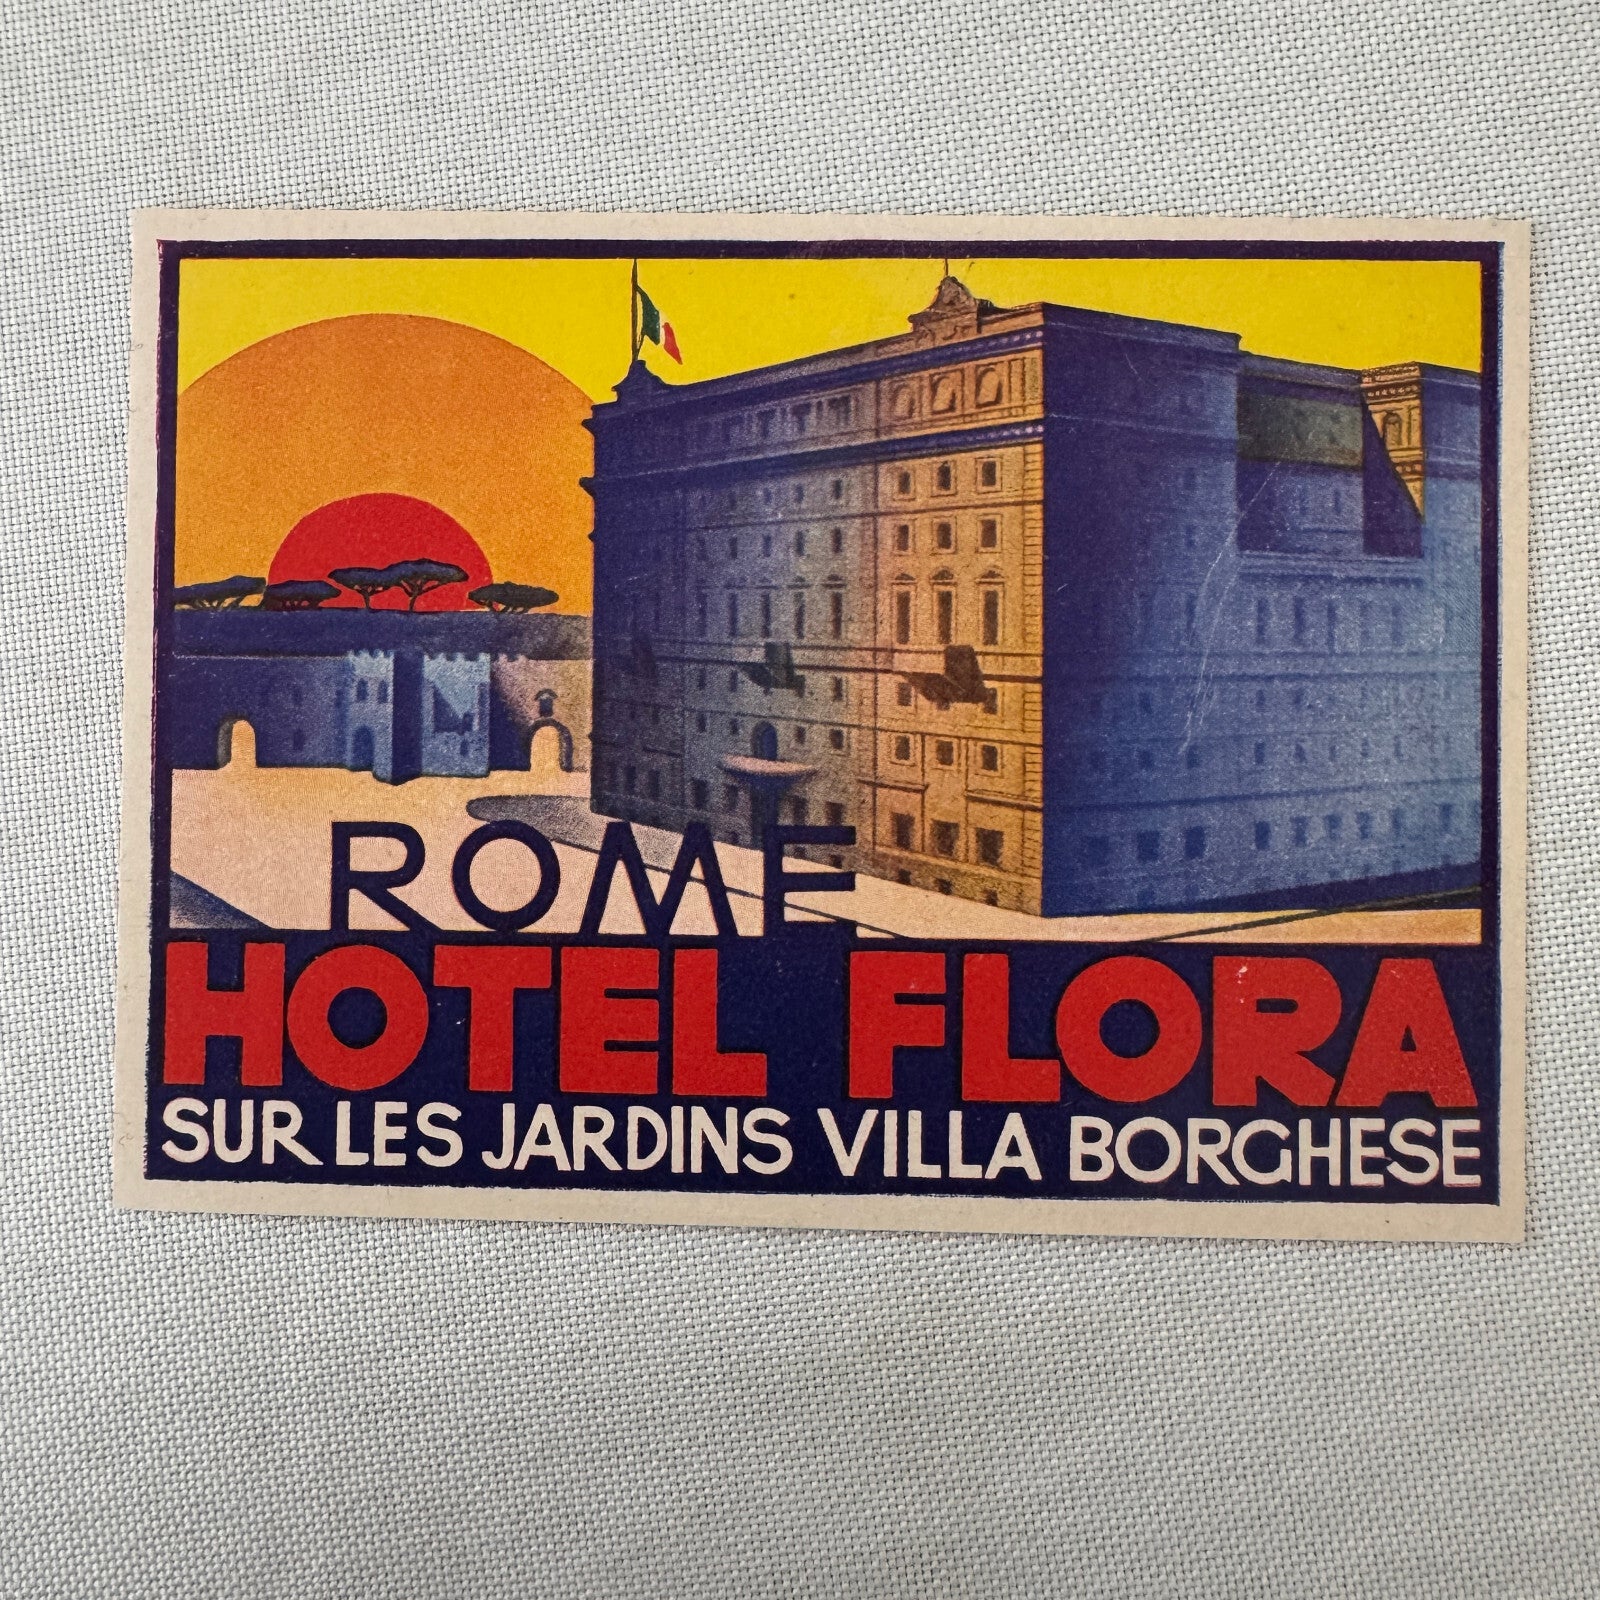 ROME
HOTEL FLORA
SUR LES JARDINS VILLA BORGHESE